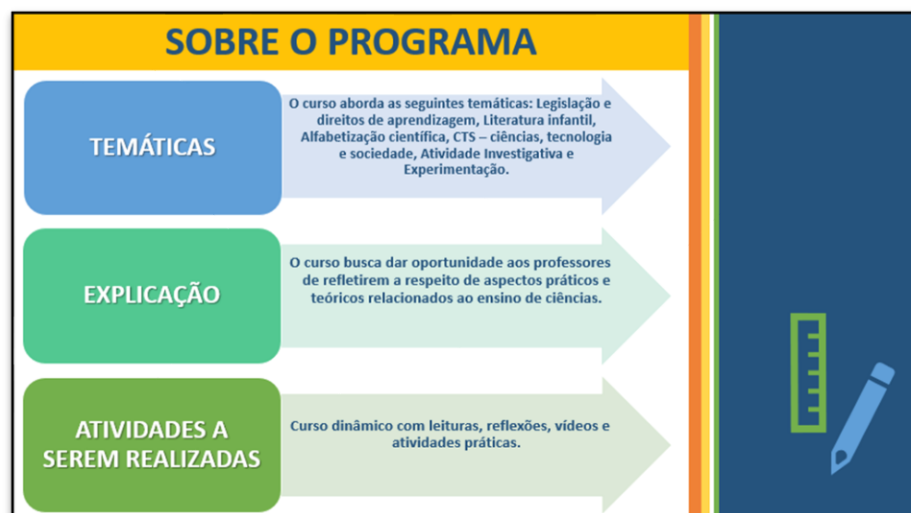 SOBRE O PROGRAMA
TEMÁTICAS
O curso aborda as seguintes temáticas: Legislação e
direitos de aprendizagem, Literatura infantil,
Alfabetização científica, CTS – ciências, tecnologia
e sociedade, Atividade Investigativa e
Experimentação.
EXPLICAÇÃO
O curso busca dar oportunidade aos professores
de refletirem a respeito de aspectos práticos e
teóricos relacionados ao ensino de ciências.
ATIVIDADES A
SEREM REALIZADAS
Curso dinâmico com leituras, reflexões, vídeos e
atividades práticas.